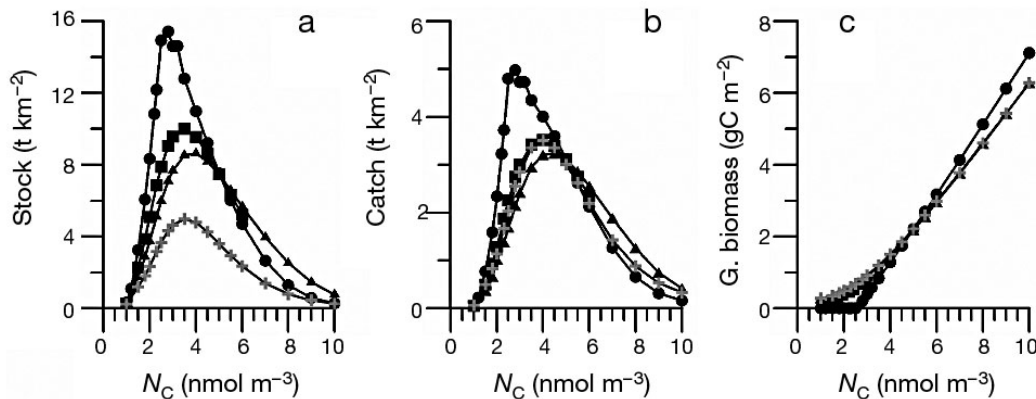 a
16
12
8
4
0
Stock (t km⁻²)
0 2 4 6 8 10
N_C (nmol m⁻³)
b
6
4
2
0
Catch (t km⁻²)
0 2 4 6 8 10
N_C (nmol m⁻³)
c
8
6
4
2
0
G. biomass (gC m⁻²)
0 2 4 6 8 10
N_C (nmol m⁻³)